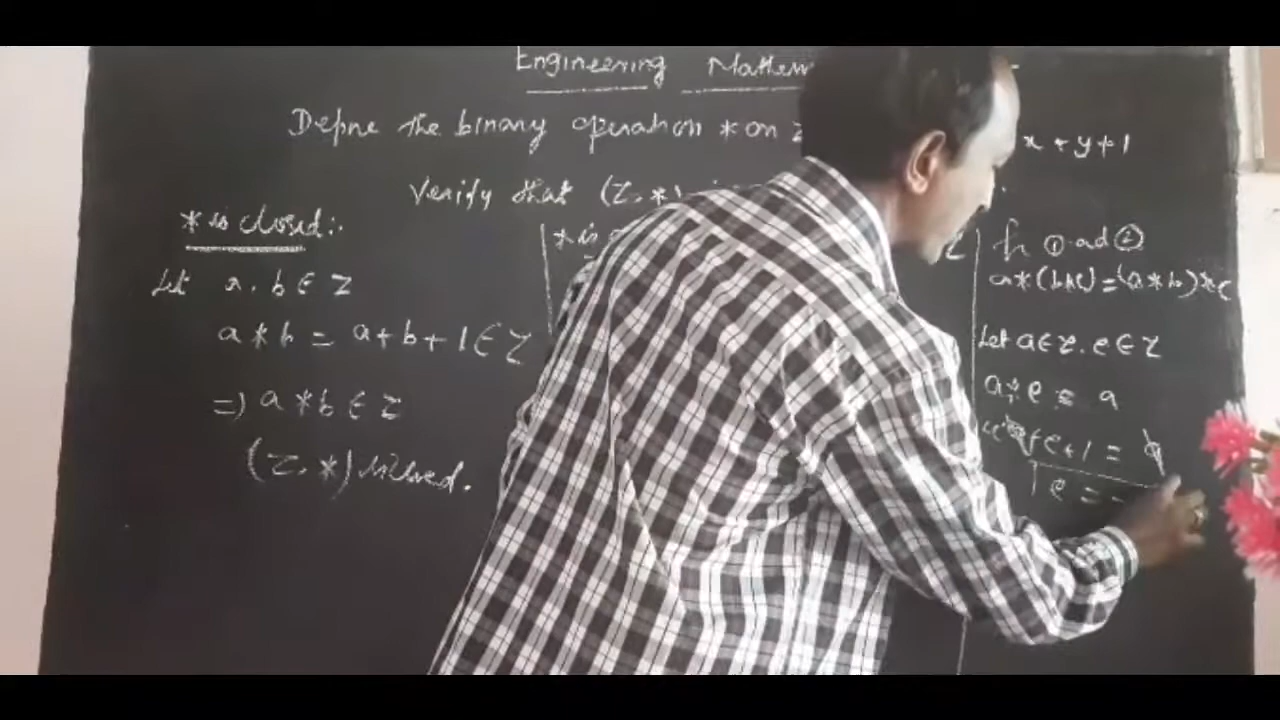 Engineering Mathem
Define the binary operation * on Z
x + y + 1
Verify that (Z, *)
* is closed:-
Let a, b ∈ Z
a * b = a + b + 1 ∈ Z
=) a * b ∈ Z
(Z, *) is closed.
* is
fr ① ad ②
a*(b*c)=(a*b)*c
Let a∈Z, e∈Z
a*e = a
e+1 = a
e = -